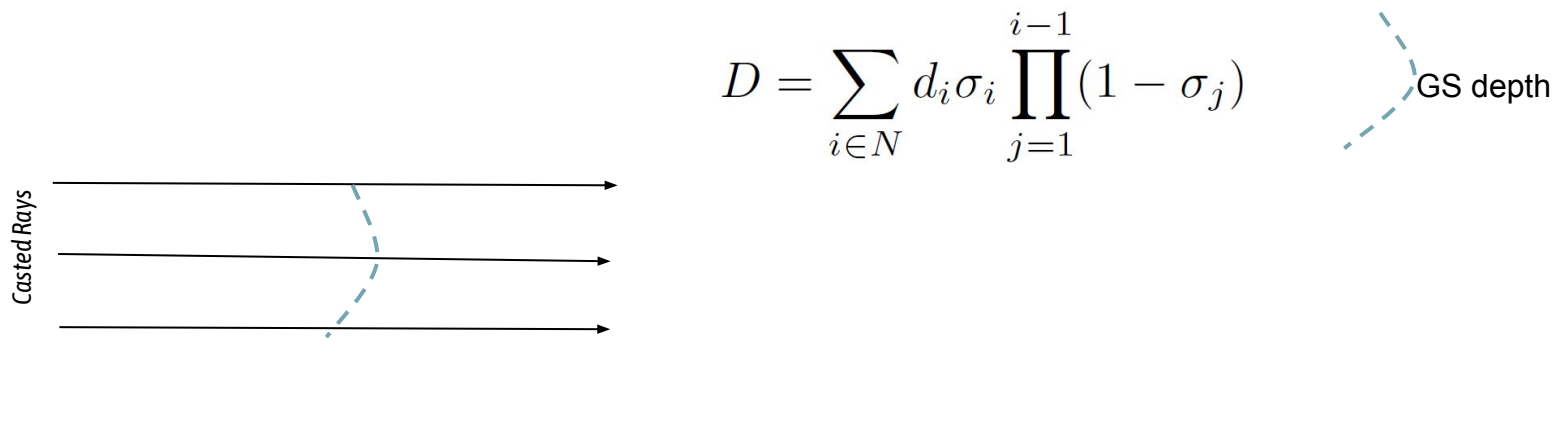 D = \sum_{i \in N} d_i \sigma_i \prod_{j=1}^{i-1} (1 - \sigma_j)
GS depth
Casted Rays